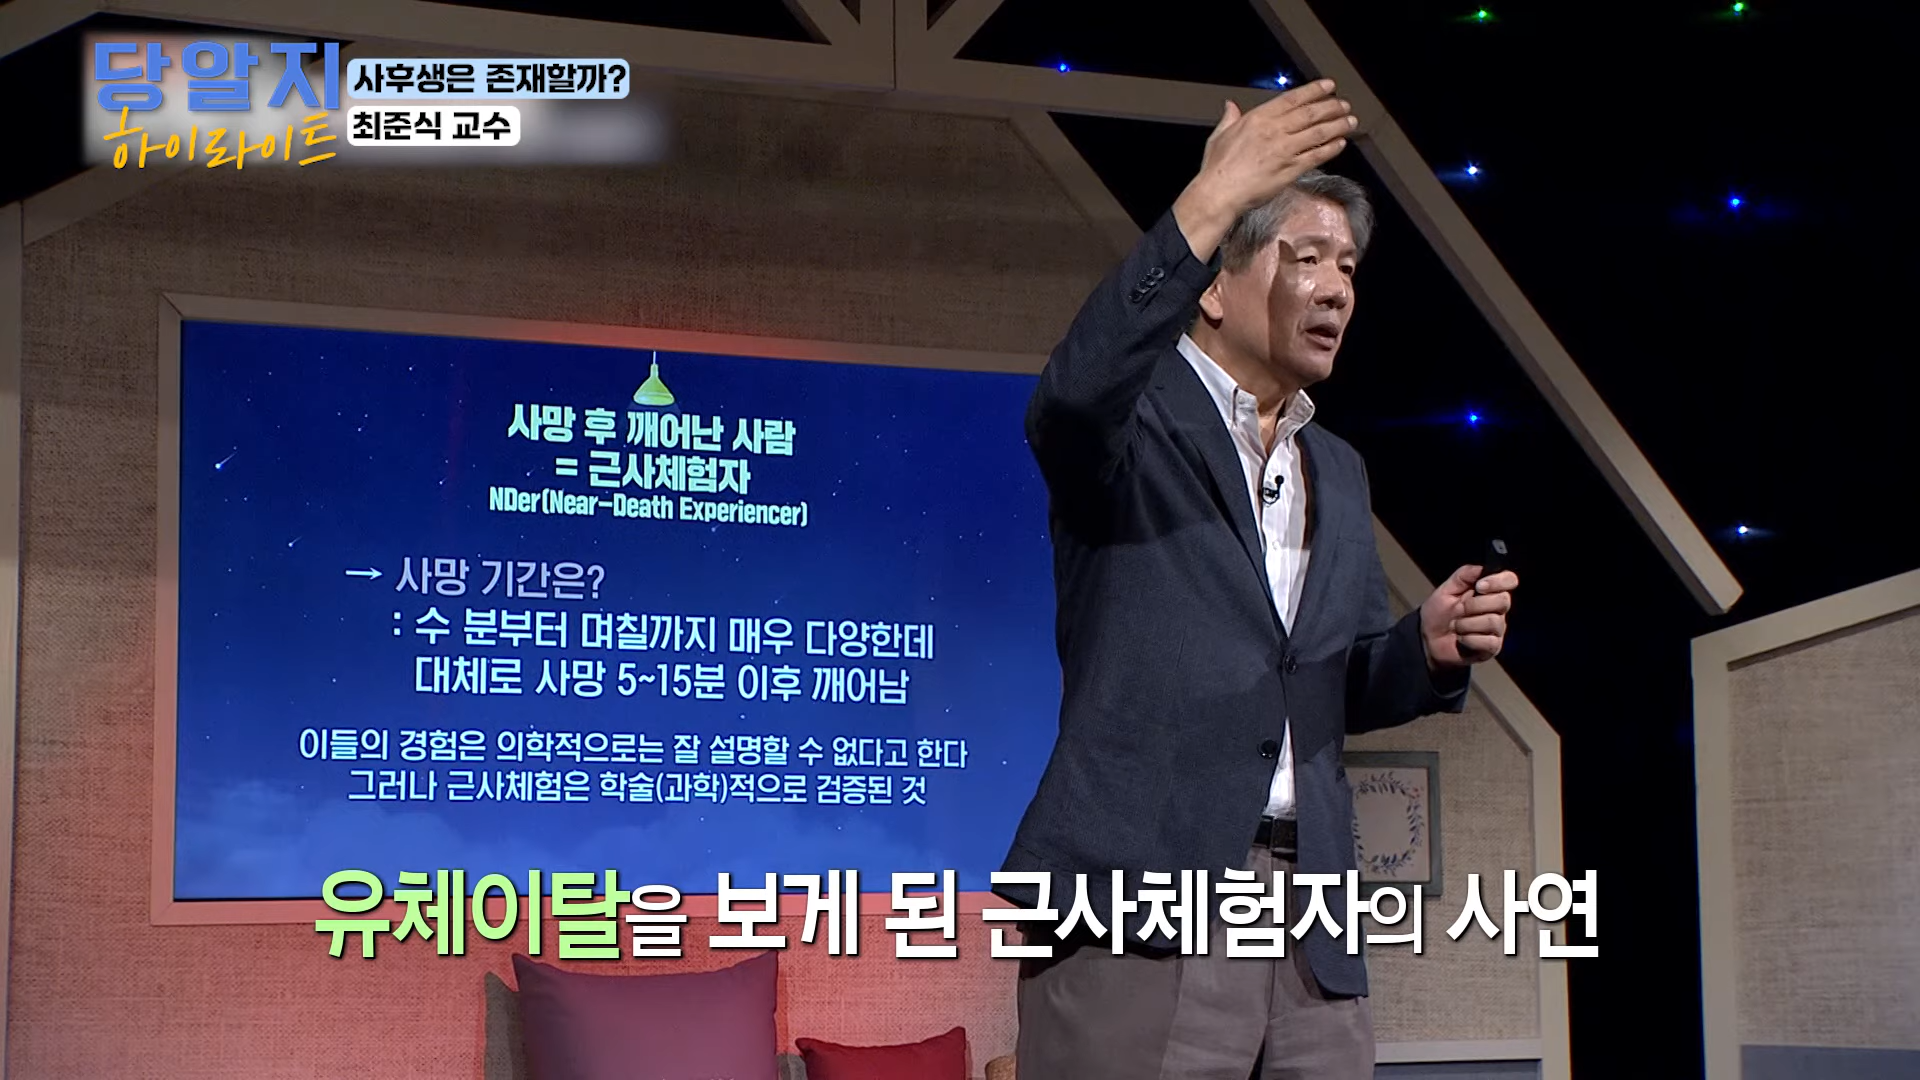 당알지
하이라이트
사후생은 존재할까?
최준식 교수
사망 후 깨어난 사람
= 근사체험자
NDer(Near-Death Experiencer)
→ 사망 기간은?
: 수 분부터 며칠까지 매우 다양한데
대체로 사망 5~15분 이후 깨어남
이들의 경험은 의학적으로는 잘 설명할 수 없다고 한다
그러나 근사체험은 학술(과학)적으로 검증된 것
유체이탈을 보게 된 근사체험자의 사연